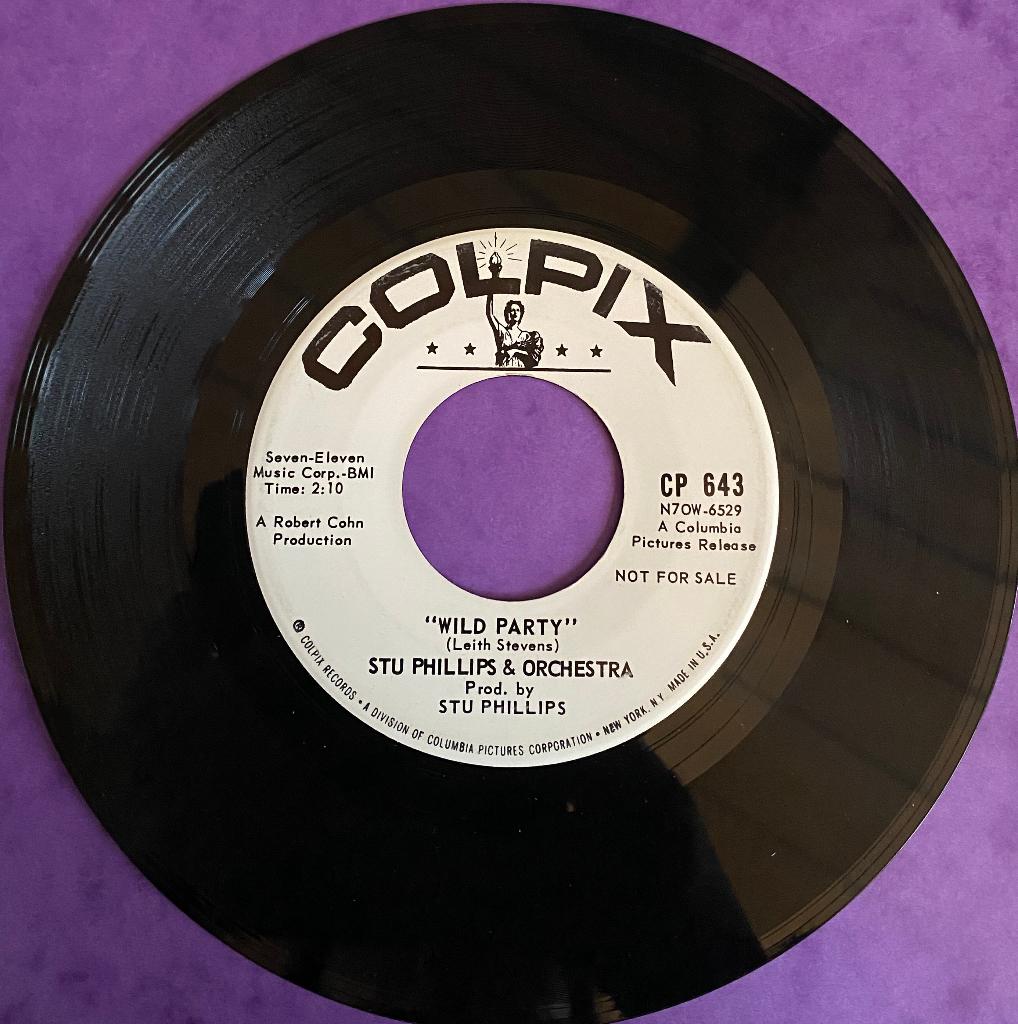 COLPIX
Seven-Eleven
Music Corp.-BMI
Time: 2:10
A Robert Cohn
Production
CP 643
N7OW-6529
A Columbia
Pictures Release
NOT FOR SALE
"WILD PARTY"
(Leith Stevens)
STU PHILLIPS & ORCHESTRA
Prod. by
STU PHILLIPS
COLPIX RECORDS • A DIVISION OF COLUMBIA PICTURES CORPORATION • NEW YORK, N.Y. MADE IN U.S.A.